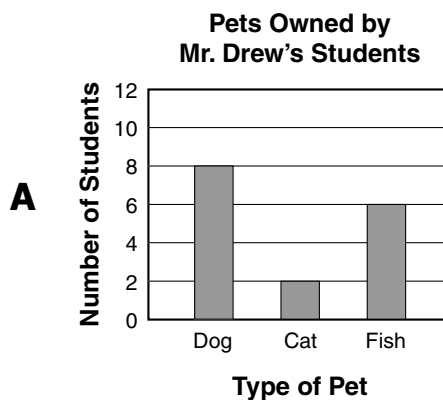 Pets Owned by
Mr. Drew's Students
A
Number of Students
12
10
8
6
4
2
0
Dog Cat Fish
Type of Pet